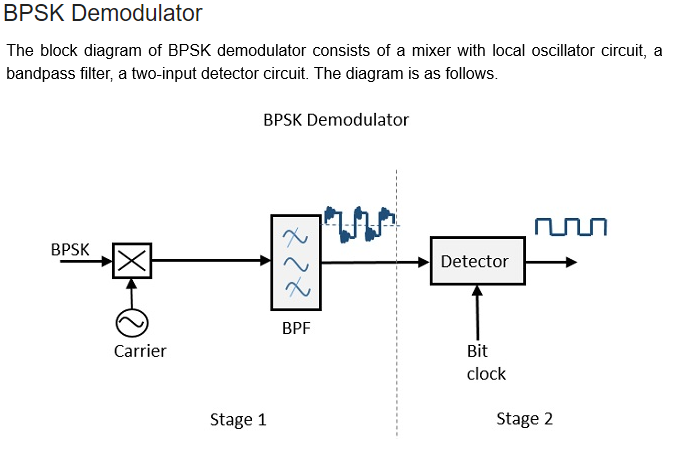 BPSK Demodulator
The block diagram of BPSK demodulator consists of a mixer with local oscillator circuit, a
bandpass filter, a two-input detector circuit. The diagram is as follows.
BPSK Demodulator
BPSK
Detector
BPF
Carrier
Bit
clock
Stage 1
Stage 2